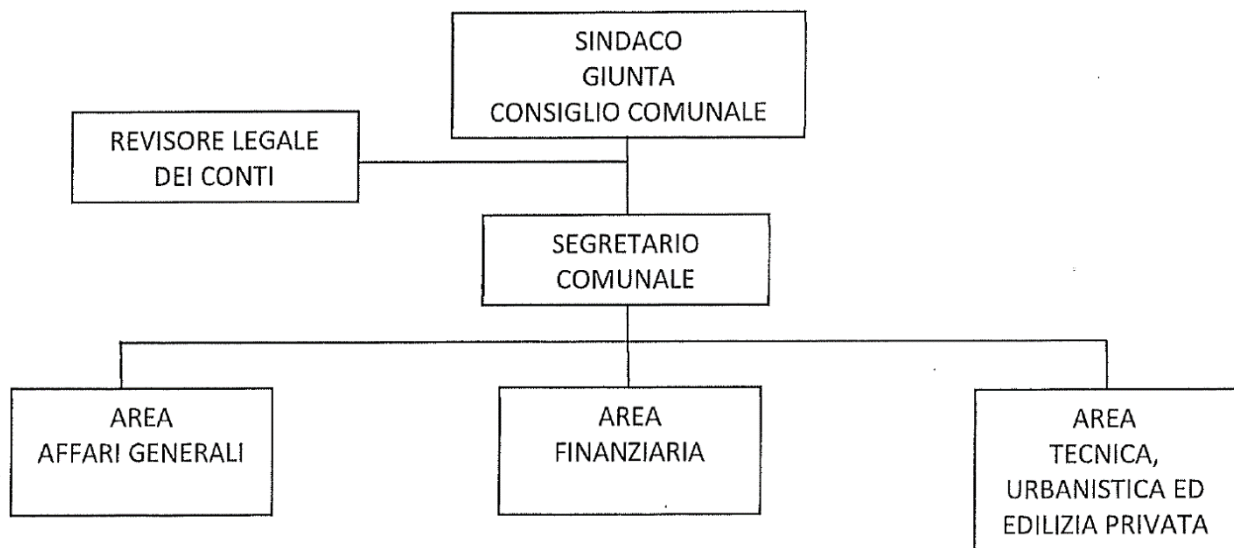 SINDACO
GIUNTA
CONSIGLIO COMUNALE
REVISORE LEGALE
DEI CONTI
SEGRETARIO
COMUNALE
AREA
AFFARI GENERALI
AREA
FINANZIARIA
AREA
TECNICA,
URBANISTICA ED
EDILIZIA PRIVATA